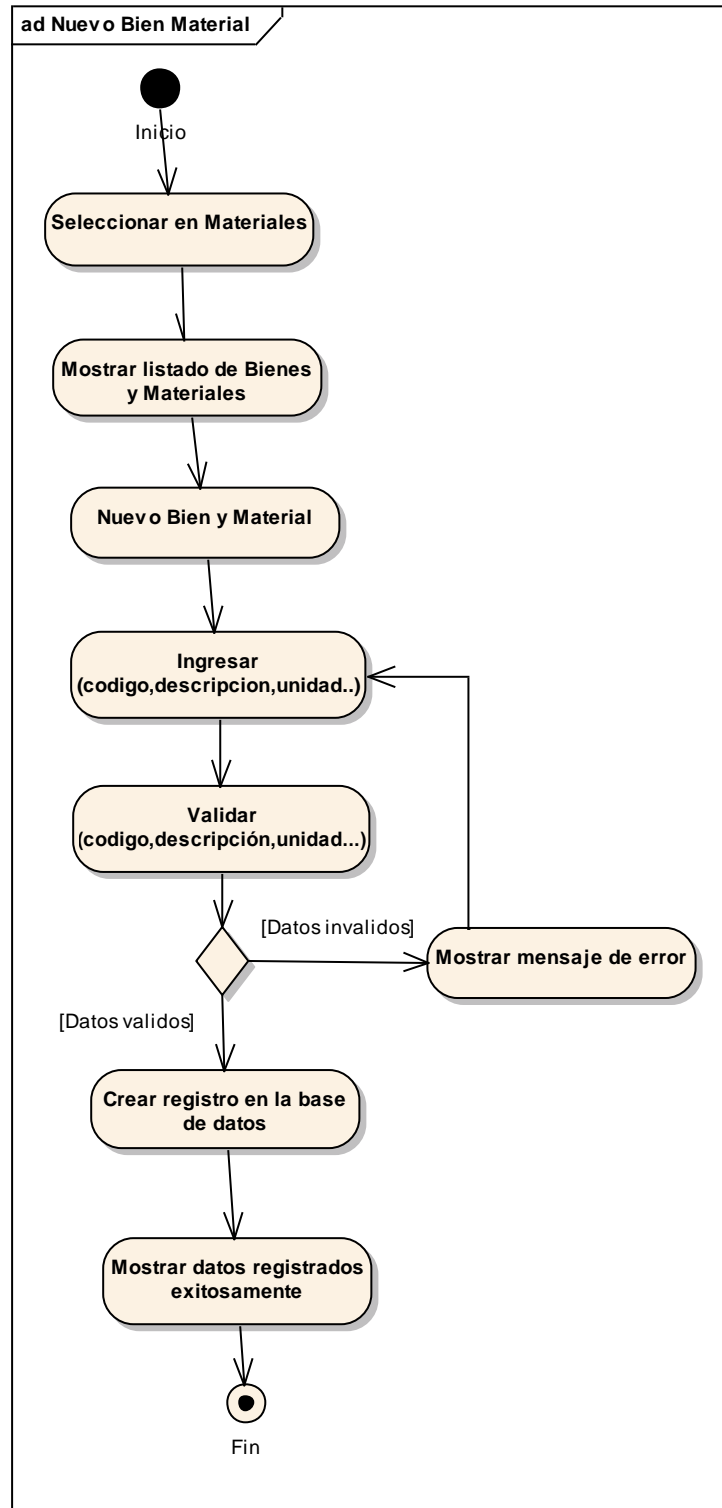 ad Nuevo Bien Material
Inicio
Seleccionar en Materiales
Mostrar listado de Bienes
y Materiales
Nuevo Bien y Material
Ingresar
(codigo,descripcion,unidad..)
Validar
(codigo,descripción,unidad...)
[Datos invalidos]
Mostrar mensaje de error
[Datos validos]
Crear registro en la base
de datos
Mostrar datos registrados
exitosamente
Fin